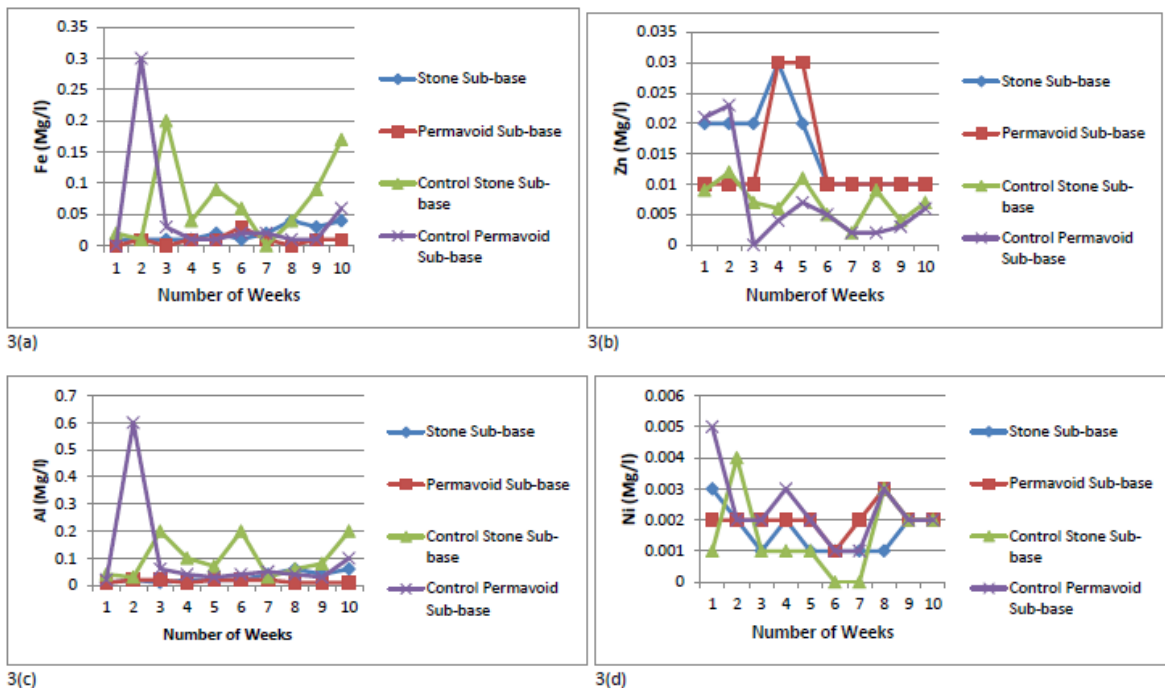 0.35
0.3
0.25
0.2
0.15
0.1
0.05
0
Fe (Mg/l)
1 2 3 4 5 6 7 8 9 10
Number of Weeks
Stone Sub-base
Permavoid Sub-base
Control Stone Sub-
base
Control Permavoid
Sub-base
3(a)
0.035
0.03
0.025
0.02
0.015
0.01
0.005
0
Zn (Mg/l)
1 2 3 4 5 6 7 8 9 10
Numberof Weeks
Stone Sub-base
Permavoid Sub-base
Control Stone Sub-
base
Control Permavoid
Sub-base
3(b)
0.7
0.6
0.5
0.4
0.3
0.2
0.1
0
Al (Mg/l)
1 2 3 4 5 6 7 8 9 10
Number of Weeks
Stone Sub-base
Permavoid Sub-base
Control Stone Sub-
base
Control Permavoid
Sub-base
3(c)
0.006
0.005
0.004
0.003
0.002
0.001
0
Ni (Mg/l)
1 2 3 4 5 6 7 8 9 10
Number of Weeks
Stone Sub-base
Permavoid Sub-base
Control Stone Sub-
base
Control Permavoid
Sub-base
3(d)